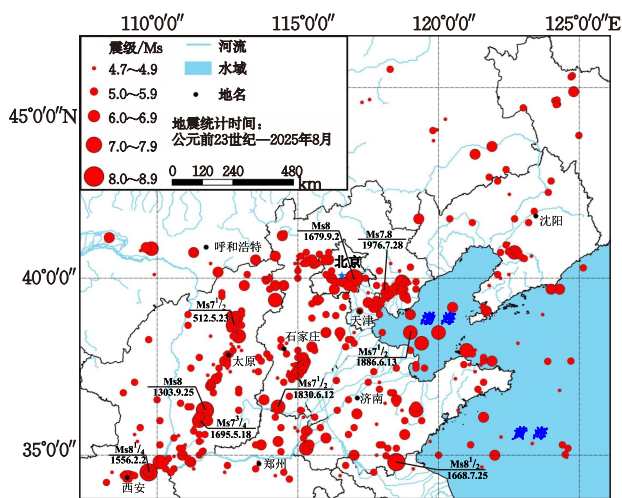 110°0′0″
115°0′0″
120°0′0″
125°0′0″
震级/Ms
河流
4.7~4.9
水域
5.0~5.9
地名
6.0~6.9
地震统计时间：
7.0~7.9
公元前23世纪—2025年8月
8.0~8.9
0 120 240 480
km
45°0′0″N
40°0′0″
35°0′0″
沈阳
呼和浩特
Ms8
1679.9.2
Ms7.8
1976.7.28
北京
天津
Ms7 1/2
512.5.23
石家庄
太原
Ms7 1/2
1886.6.13
Ms8
1303.9.25
Ms7 1/2
1830.6.12
济南
Ms7 3/4
1695.5.18
Ms8 1/4
1556.2.2
西安
郑州
Ms8 1/2
1668.7.25